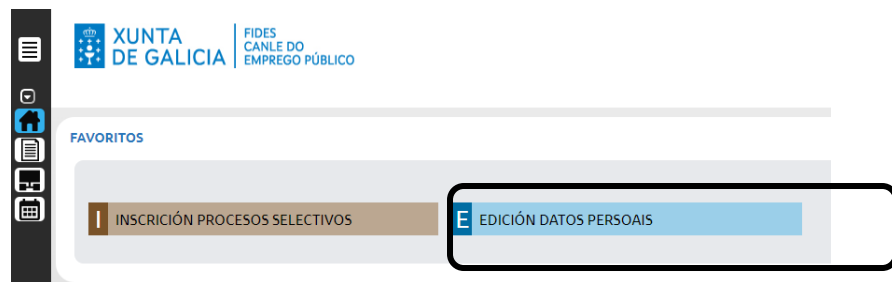 XUNTA
DE GALICIA
FIDES
CANLE DO
EMPREGO PÚBLICO
FAVORITOS
I INSCRICIÓN PROCESOS SELECTIVOS
E EDICIÓN DATOS PERSOAIS